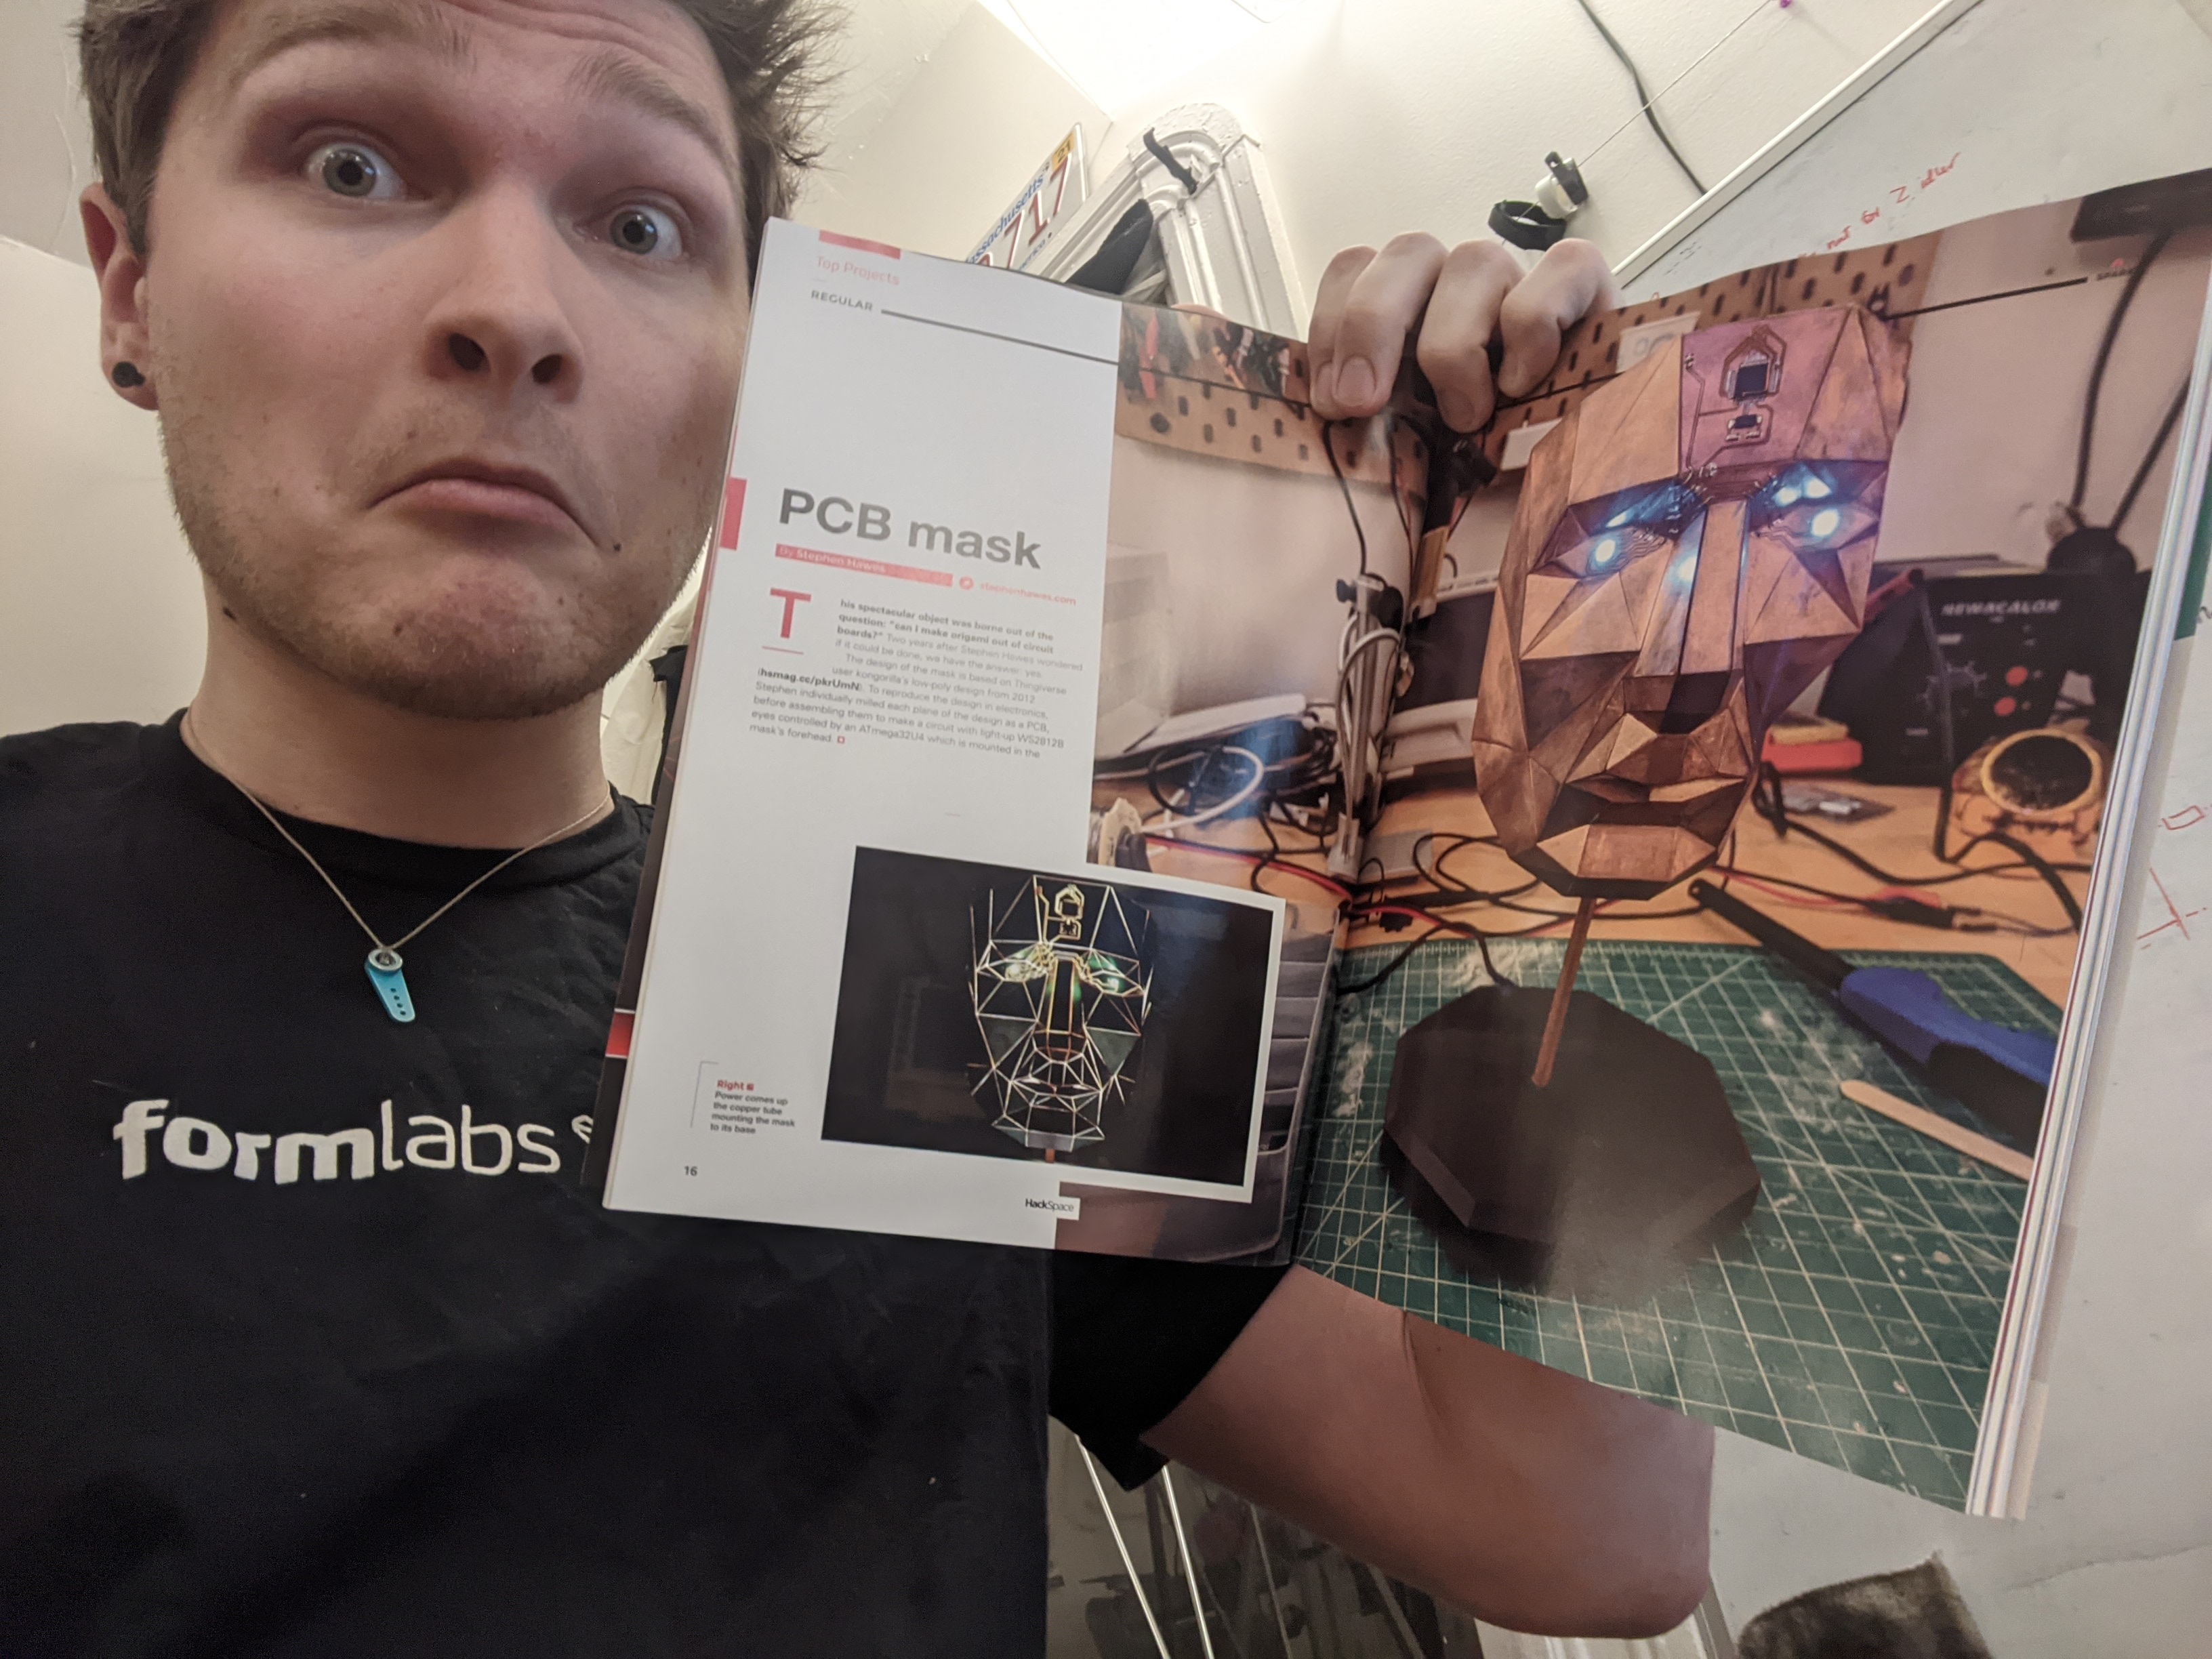 Massachusetts
21
717
Top Projects
REGULAR
PCB mask
By Stephen Hawes
stephenhawes.com
This spectacular object was borne out of the
question: "can I make origami out of circuit
boards?" Two years after Stephen Hawes wondered
if it could be done, we have the answer: yes.
The design of the mask is based on Thingiverse
user kongorilla's low-poly design from 2012
(hsmag.cc/pkrUmN). To reproduce the design in electronics,
Stephen individually milled each plane of the design as a PCB,
before assembling them to make a circuit with light-up WS2812B
eyes controlled by an ATmega32U4 which is mounted in the
mask's forehead.
Right
Power comes up
the copper tube
mounting the mask
to its base
16
HackSpace
NEWACALOX
for Z idler
formlabs